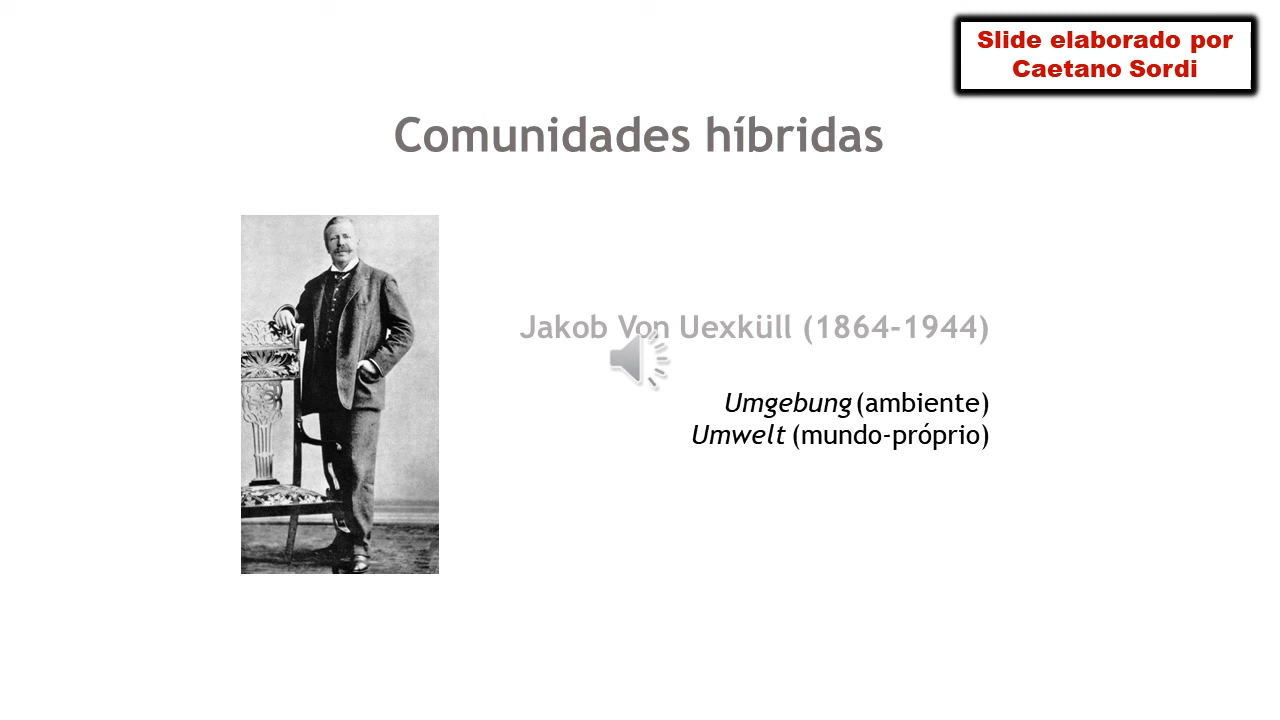 Slide elaborado por
Caetano Sordi
Comunidades híbridas
Jakob Von Uexküll (1864-1944)
Umgebung (ambiente)
Umwelt (mundo-próprio)